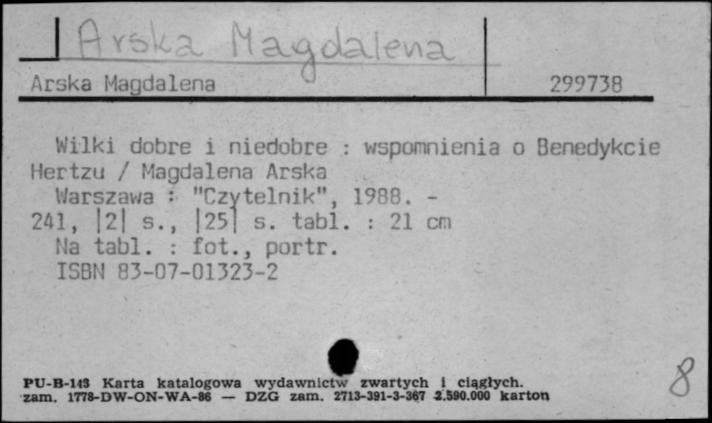 Arska Magdalena
Arska Magdalena 299738
Wilki dobre i niedobre : wspomnienia o Benedykcie
Hertzu / Magdalena Arska
Warszawa : "Czytelnik", 1988. -
241, |2| s., |25| s. tabl. : 21 cm
Na tabl. : fot., portr.
ISBN 83-07-01323-2
PU-B-143 Karta katalogowa wydawnictw zwartych i ciągłych.
zam. 1778-DW-ON-WA-86 — DZG zam. 2713-391-3-367 2.590.000 karton
8